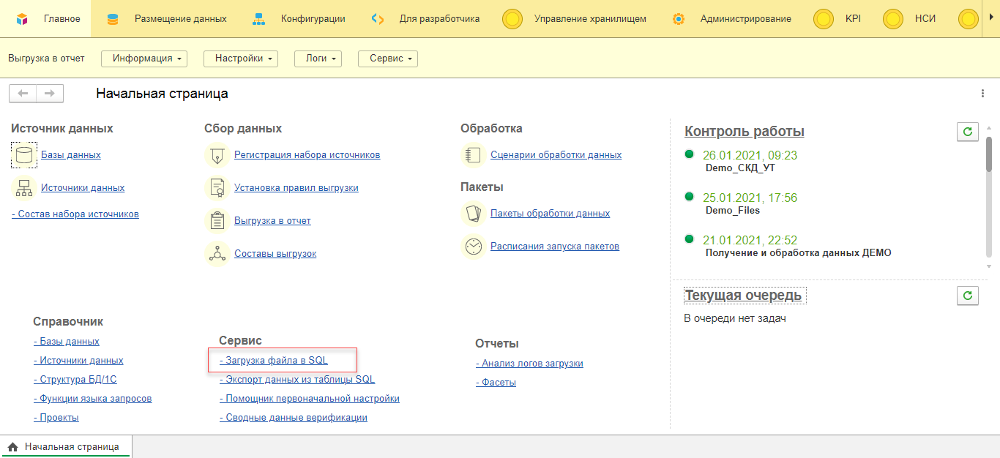 Главное Размещение данных Конфигурации Для разработчика Управление хранилищем Администрирование KPI НСИ
Выгрузка в отчет Информация Настройки Логи Сервис
Начальная страница
Источник данных
Базы данных
Источники данных
- Состав набора источников
Сбор данных
Регистрация набора источников
Установка правил выгрузки
Выгрузка в отчет
Составы выгрузок
Обработка
Сценарии обработки данных
Пакеты
Пакеты обработки данных
Расписания запуска пакетов
Справочник
- Базы данных
- Источники данных
- Структура БД/1С
- Функции языка запросов
- Проекты
Сервис
- Загрузка файла в SQL
- Экспорт данных из таблицы SQL
- Помощник первоначальной настройки
- Сводные данные верификации
Отчеты
- Анализ логов загрузки
- Фасеты
Контроль работы
26.01.2021, 09:23
Demo_СКД_УТ
25.01.2021, 17:56
Demo_Files
21.01.2021, 22:52
Получение и обработка данных ДЕМО
Текущая очередь
В очереди нет задач
Начальная страница